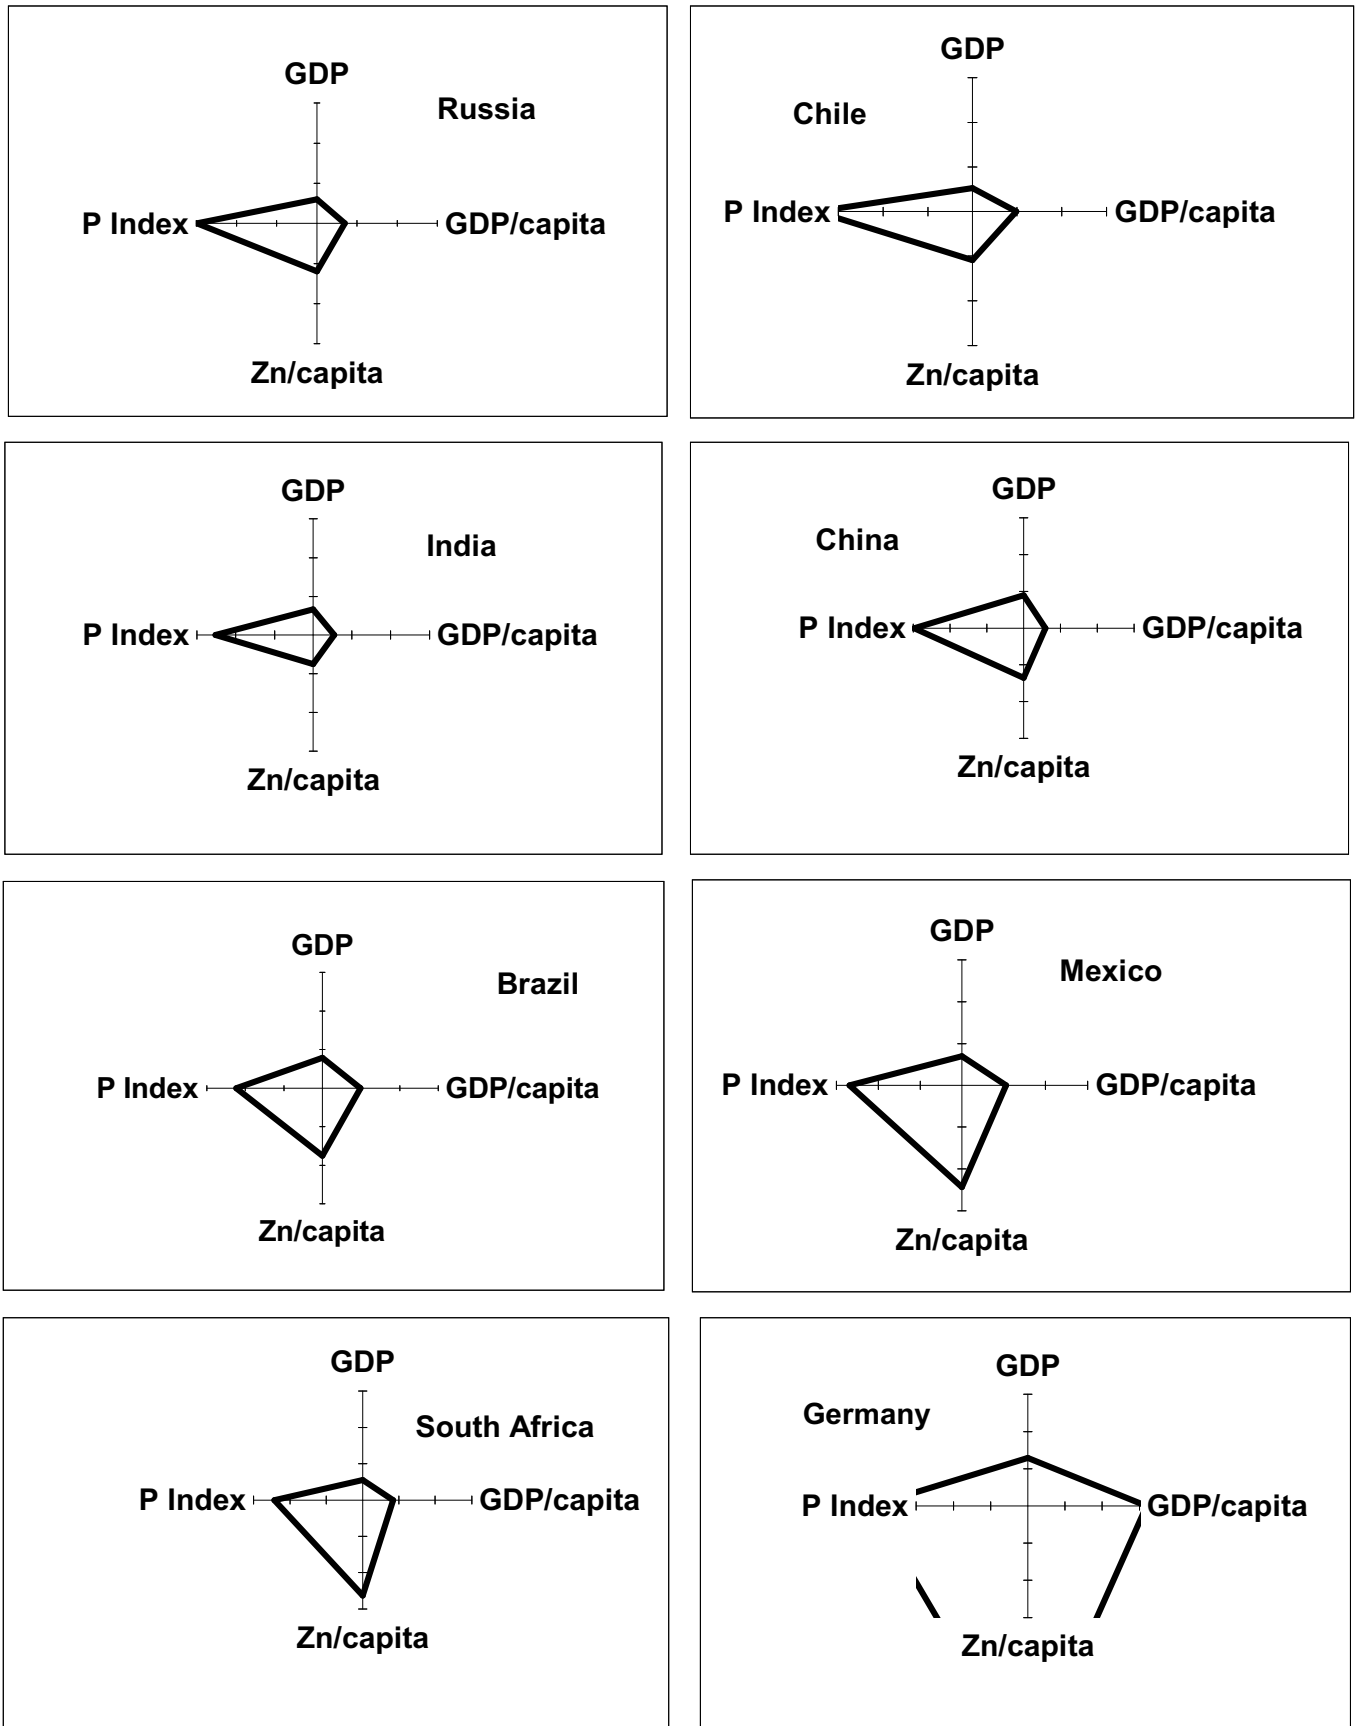 GDP
Russia
P Index
GDP/capita
Zn/capita
GDP
Chile
P Index
GDP/capita
Zn/capita
GDP
India
P Index
GDP/capita
Zn/capita
GDP
China
P Index
GDP/capita
Zn/capita
GDP
Brazil
P Index
GDP/capita
Zn/capita
GDP
Mexico
P Index
GDP/capita
Zn/capita
GDP
South Africa
P Index
GDP/capita
Zn/capita
GDP
Germany
P Index
GDP/capita
Zn/capita